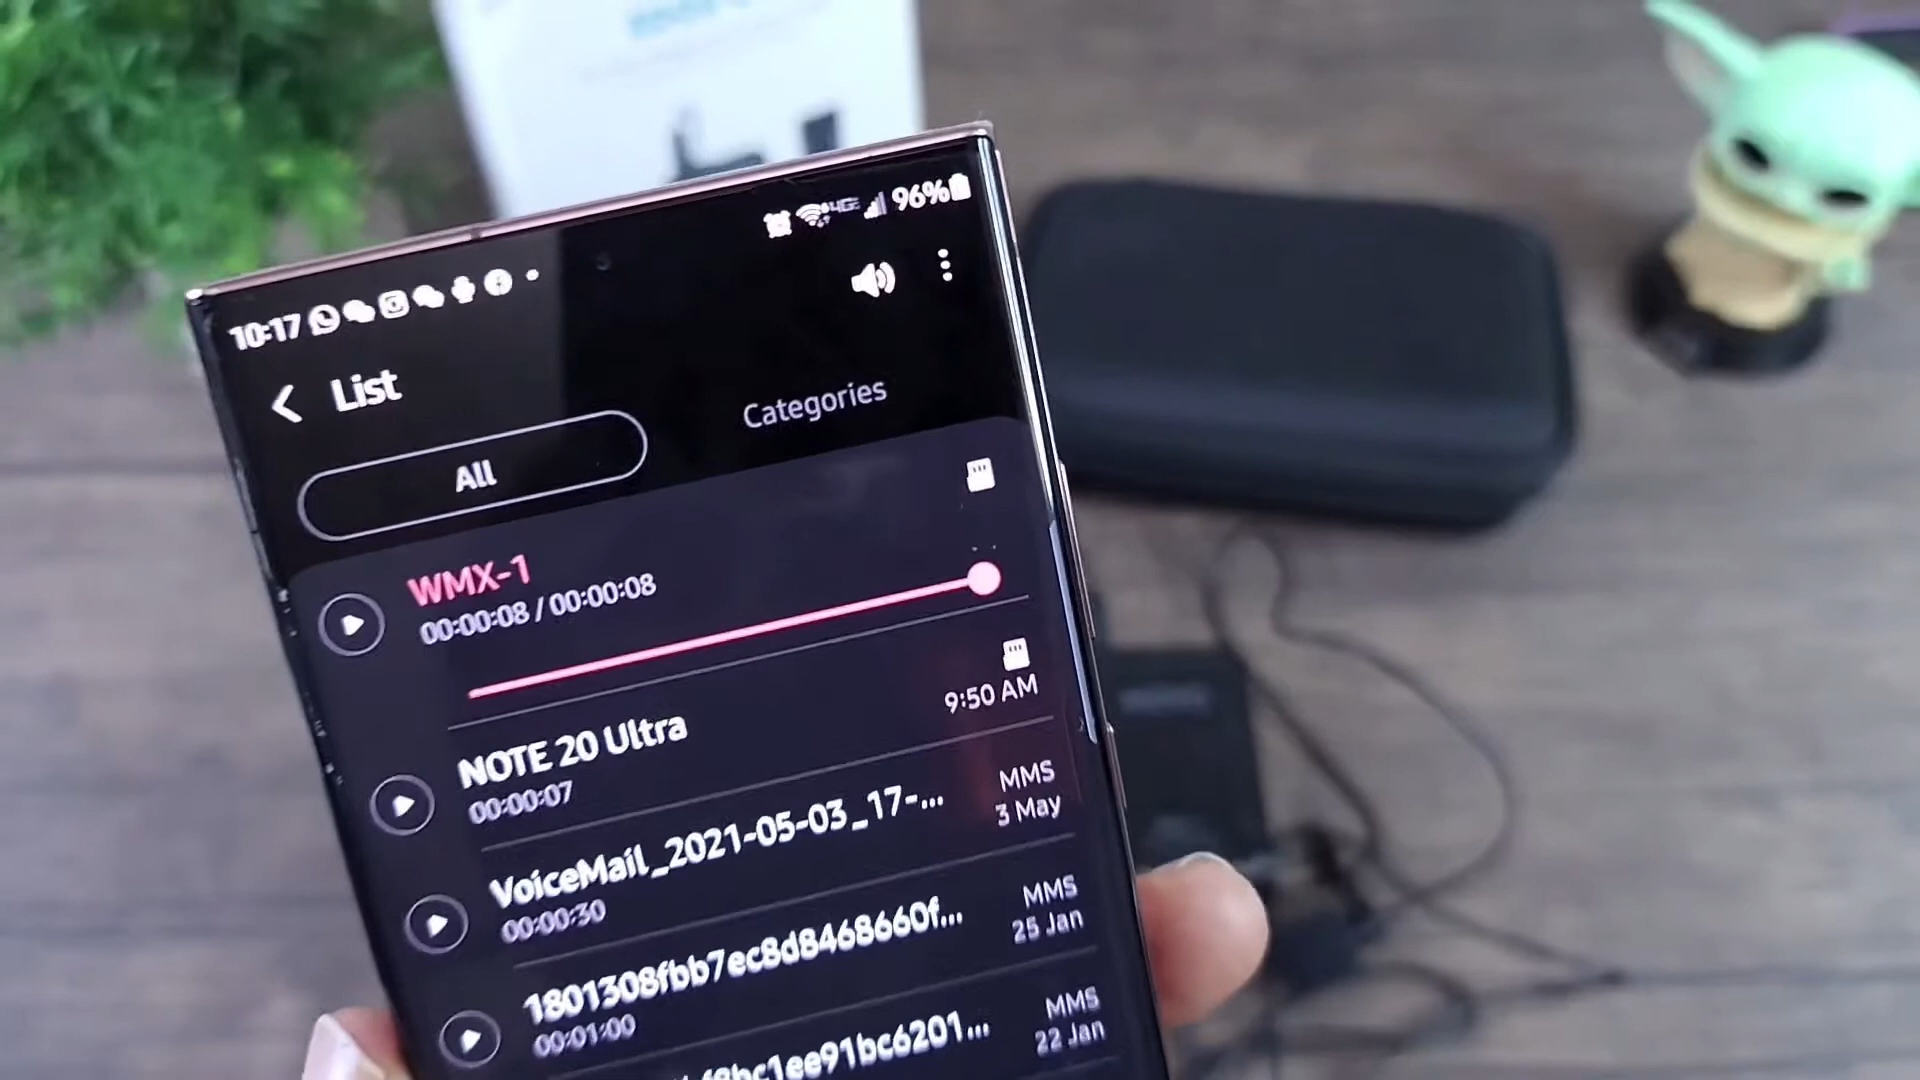 10:17 4GE 96%
List
All Categories
WMX-1
00:00:08 / 00:00:08
NOTE 20 Ultra
00:00:07
9:50 AM
VoiceMail_2021-05-03_17-...
00:00:30
MMS
3 May
1801308fbb7ec8d8468660f...
00:01:00
MMS
25 Jan
f8bc1ee91bc6201...
MMS
22 Jan